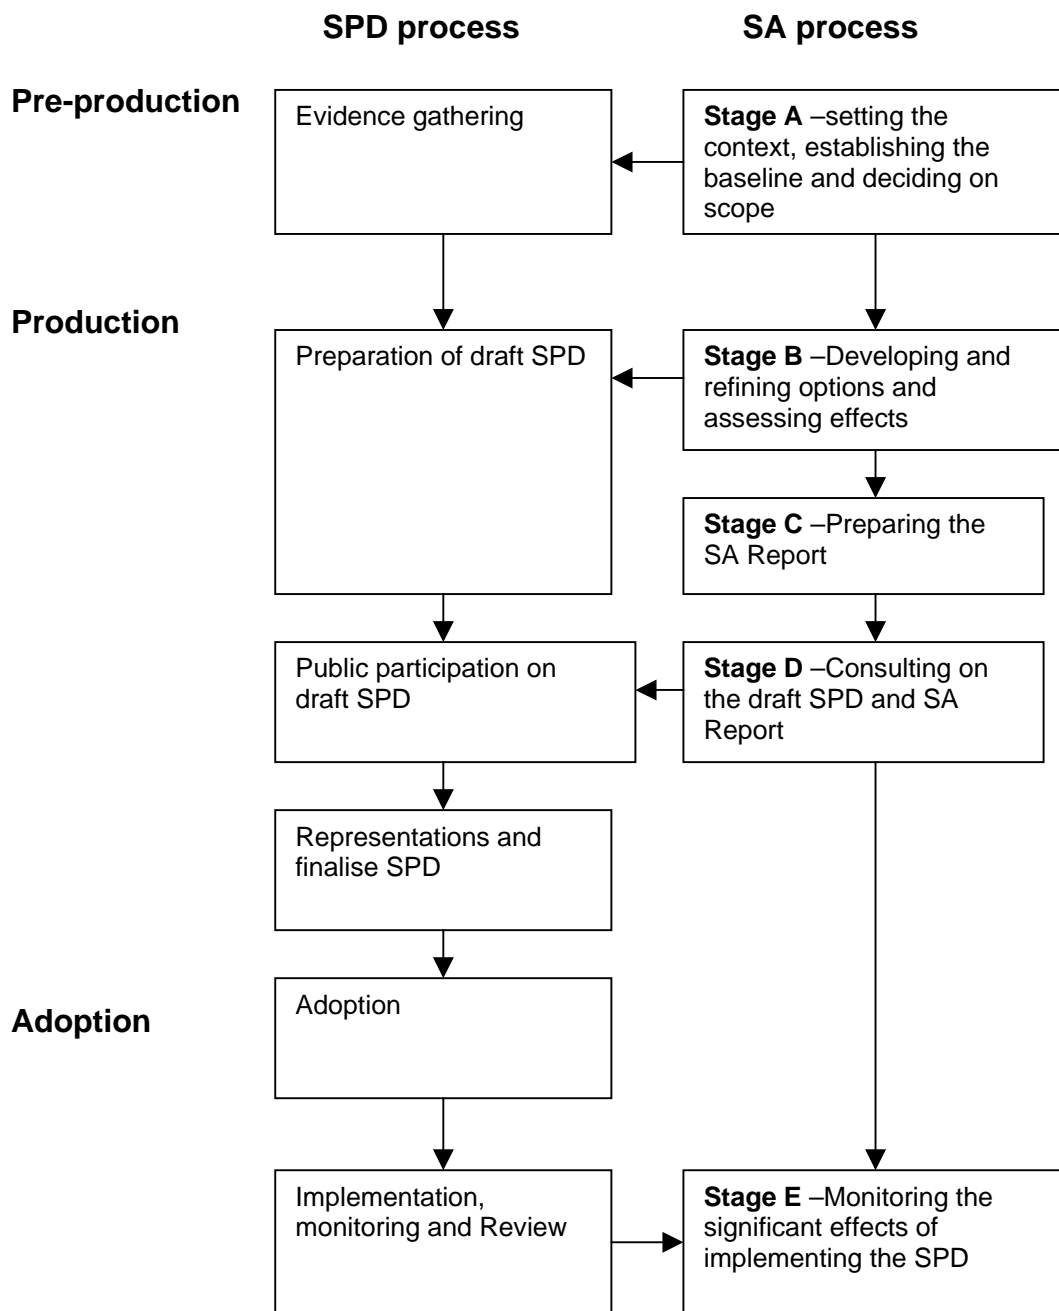 SPD process
SA process
Pre-production
Evidence gathering
Stage A –setting the
context, establishing the
baseline and deciding on
scope
Production
Preparation of draft SPD
Stage B –Developing and
refining options and
assessing effects
Stage C –Preparing the
SA Report
Public participation on
draft SPD
Stage D –Consulting on
the draft SPD and SA
Report
Representations and
finalise SPD
Adoption
Adoption
Implementation,
monitoring and Review
Stage E –Monitoring the
significant effects of
implementing the SPD